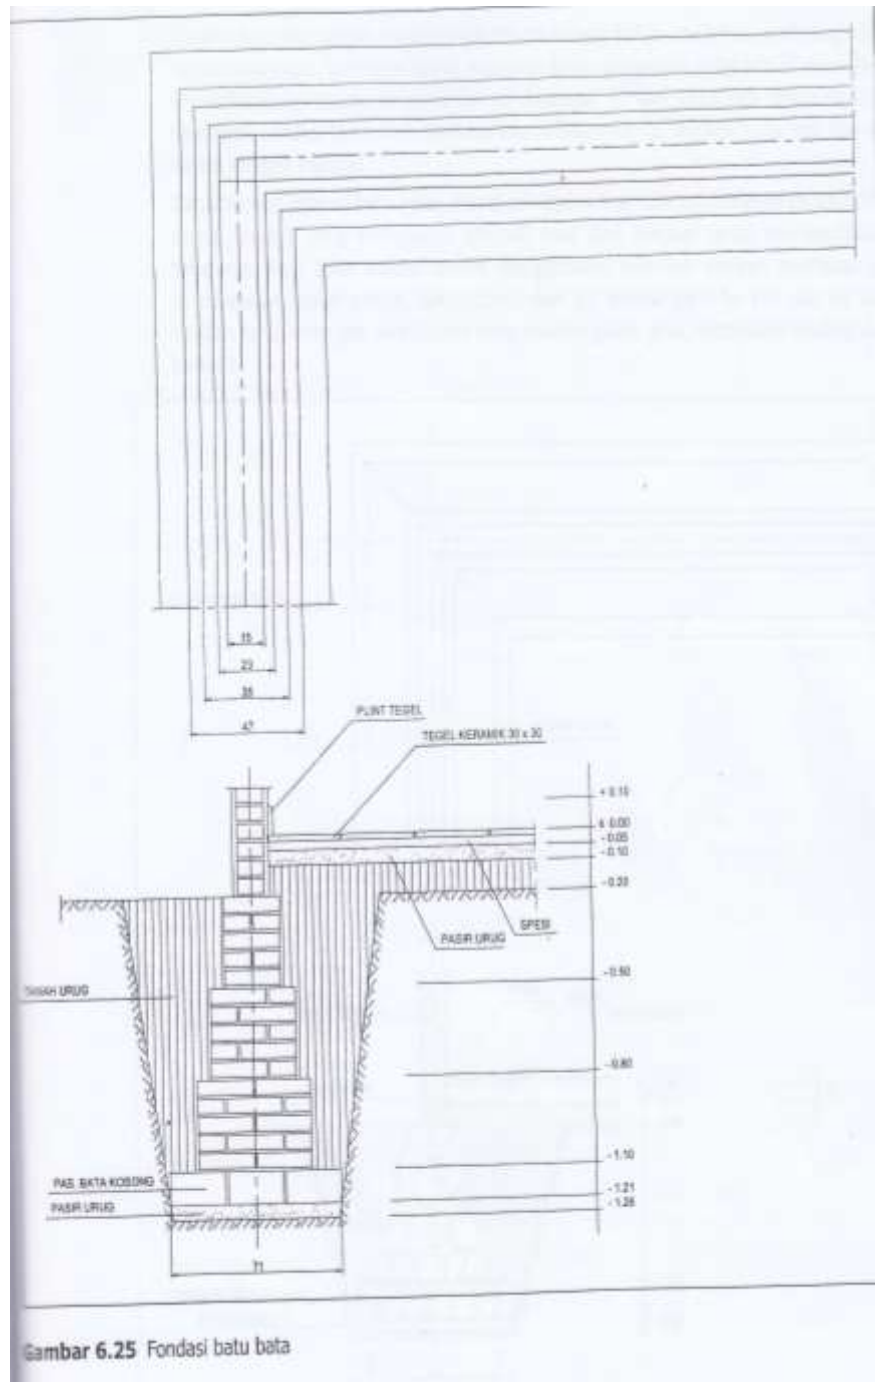 15
23
35
47
PLINT TEGEL
TEGEL KERAMIK 30 x 30
+ 0.10
± 0.00
- 0.05
- 0.10
- 0.20
SPESI
PASIR URUG
- 0.50
TANAH URUG
- 0.80
- 1.10
PAS. BATA KOSONG
- 1.21
PASIR URUG
- 1.26
71
Gambar 6.25 Fondasi batu bata